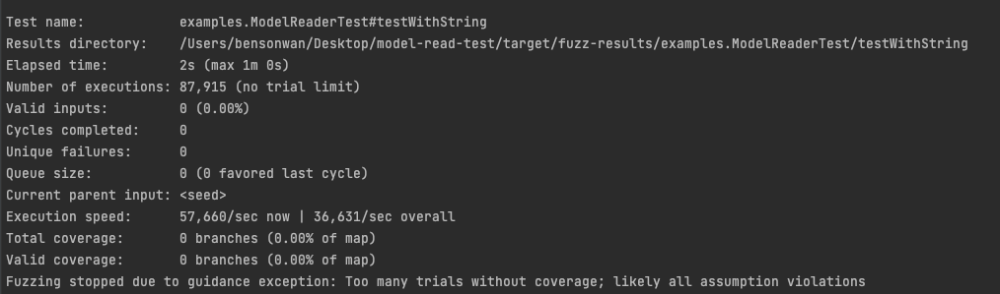 Test name:            examples.ModelReaderTest#testWithString
Results directory:    /Users/bensonwan/Desktop/model-read-test/target/fuzz-results/examples.ModelReaderTest/testWithString
Elapsed time:         2s (max 1m 0s)
Number of executions: 87,915 (no trial limit)
Valid inputs:         0 (0.00%)
Cycles completed:     0
Unique failures:      0
Queue size:           0 (0 favored last cycle)
Current parent input: <seed>
Execution speed:      57,660/sec now | 36,631/sec overall
Total coverage:       0 branches (0.00% of map)
Valid coverage:       0 branches (0.00% of map)
Fuzzing stopped due to guidance exception: Too many trials without coverage; likely all assumption violations